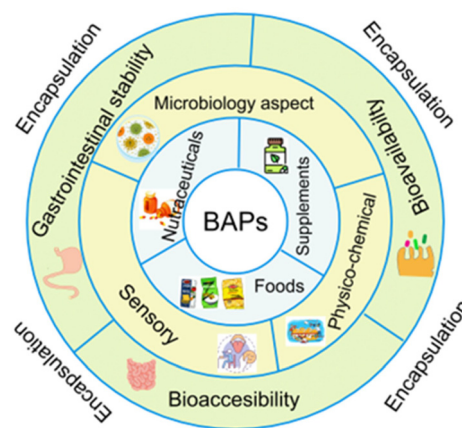 Encapsulation
Encapsulation
Gastrointestinal stability
Microbiology aspect
Bioavailability
Nutraceuticals
Supplements
BAPs
Foods
Sensory
Physico-chemical
Bioaccesibility
Encapsulation
Encapsulation